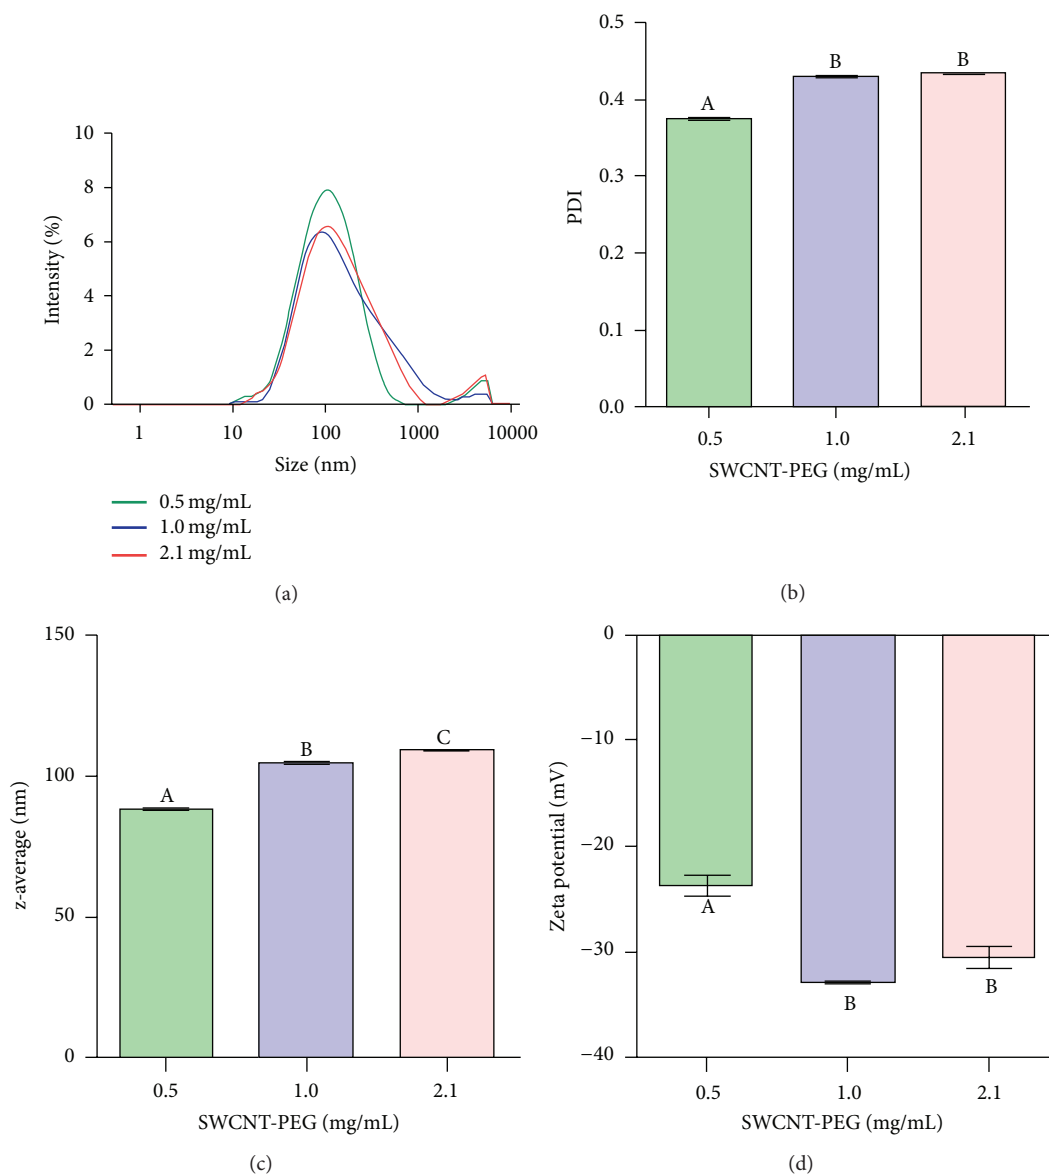 10
8
6
4
2
0
Intensity (%)
1 10 100 1000 10000
Size (nm)
0.5 mg/mL
1.0 mg/mL
2.1 mg/mL
(a)
0.5
0.4
0.3
0.2
0.1
0.0
PDI
A
B
B
0.5 1.0 2.1
SWCNT-PEG (mg/mL)
(b)
150
100
50
0
z-average (nm)
A
B
C
0.5 1.0 2.1
SWCNT-PEG (mg/mL)
(c)
0
−10
−20
−30
−40
Zeta potential (mV)
A
B
B
0.5 1.0 2.1
SWCNT-PEG (mg/mL)
(d)